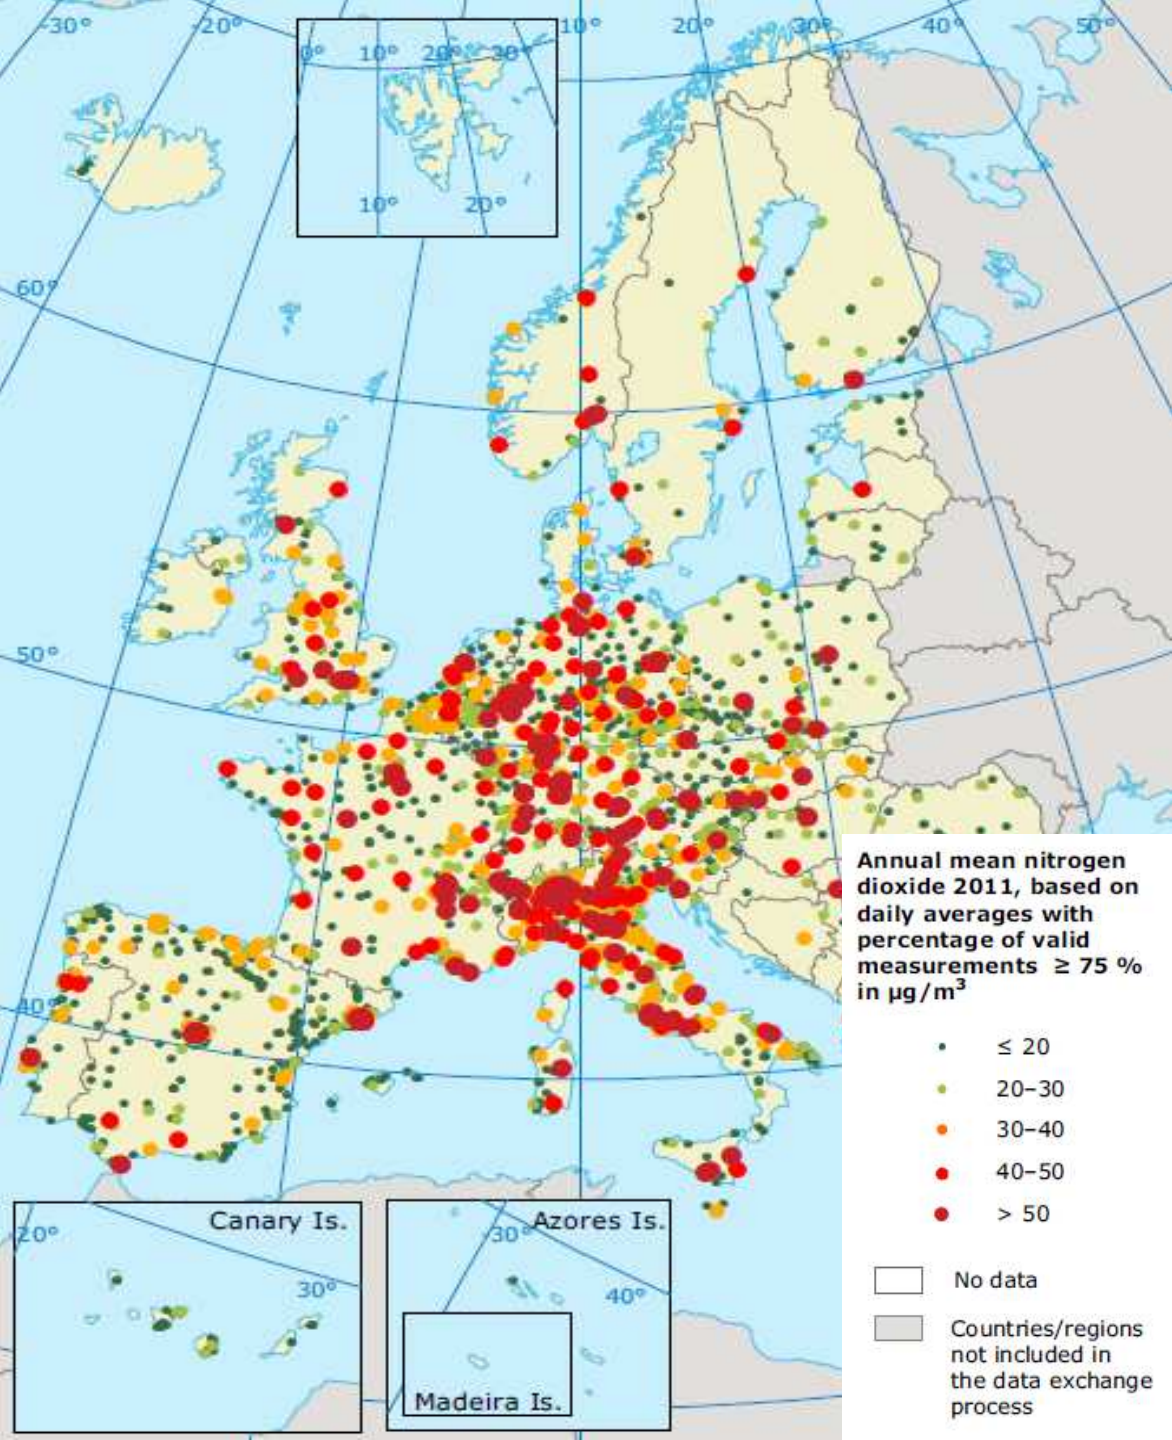 -30°
-20°
10°
20°
30°
40°
50°
0°
10°
20°
30°
10°
20°
60°
50°
40°
Annual mean nitrogen
dioxide 2011, based on
daily averages with
percentage of valid
measurements ≥ 75 %
in µg/m³
≤ 20
20–30
30–40
40–50
> 50
No data
Countries/regions
not included in
the data exchange
process
Canary Is.
-20°
30°
Azores Is.
-30°
40°
Madeira Is.